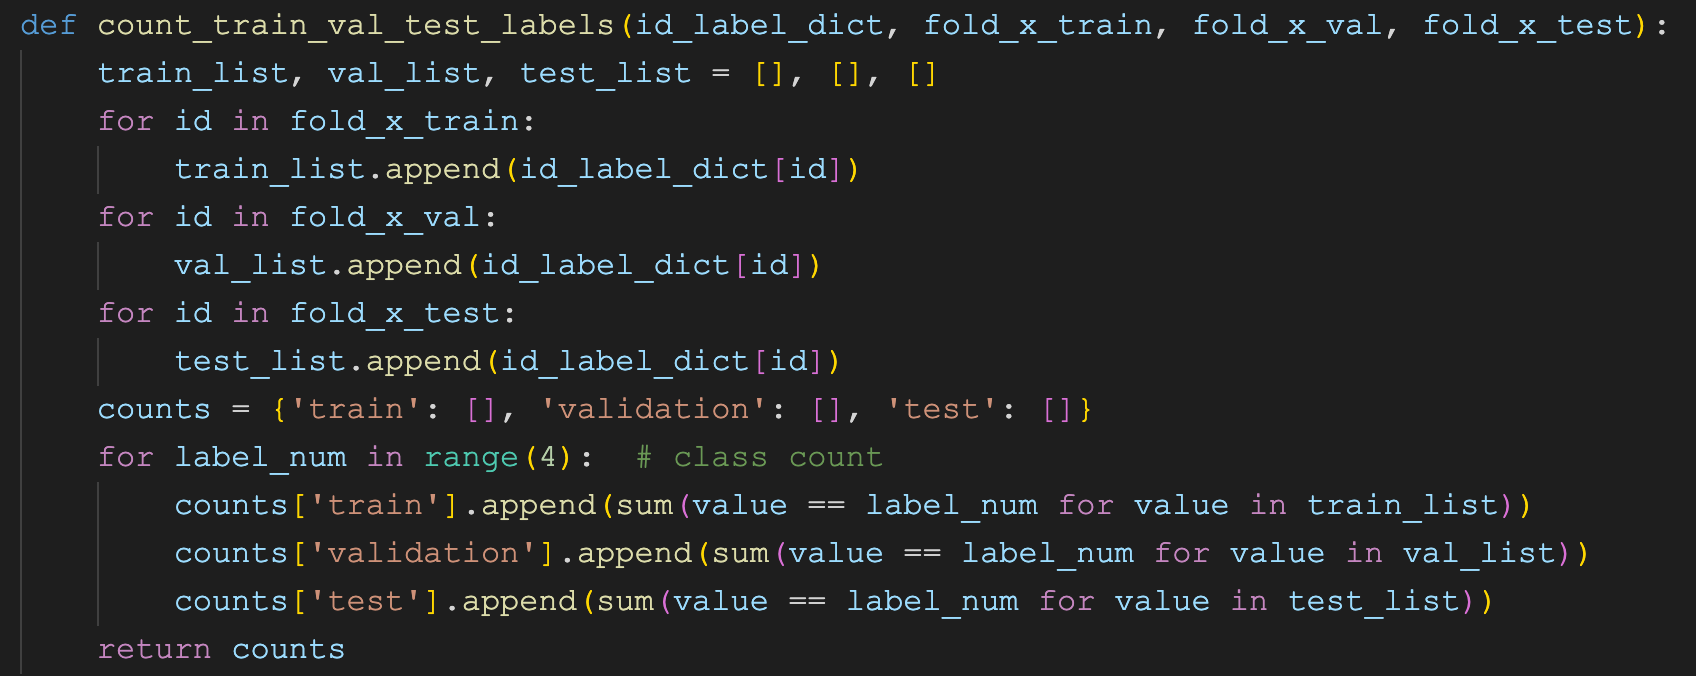 def count_train_val_test_labels(id_label_dict, fold_x_train, fold_x_val, fold_x_test):
    train_list, val_list, test_list = [], [], []
    for id in fold_x_train:
        train_list.append(id_label_dict[id])
    for id in fold_x_val:
        val_list.append(id_label_dict[id])
    for id in fold_x_test:
        test_list.append(id_label_dict[id])
    counts = {'train': [], 'validation': [], 'test': []}
    for label_num in range(4):  # class count
        counts['train'].append(sum(value == label_num for value in train_list))
        counts['validation'].append(sum(value == label_num for value in val_list))
        counts['test'].append(sum(value == label_num for value in test_list))
    return counts